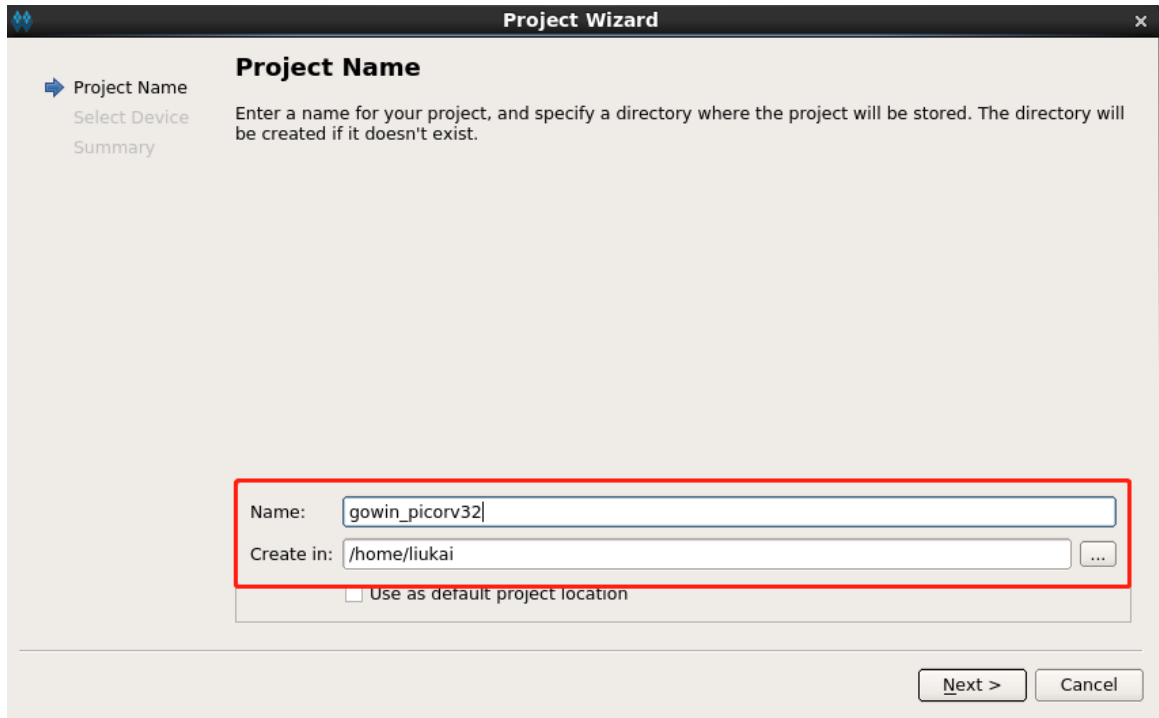 Project Wizard
Project Name
Select Device
Summary
Project Name
Enter a name for your project, and specify a directory where the project will be stored. The directory will
be created if it doesn't exist.
Name: gowin_picorv32
Create in: /home/liukai ...
Use as default project location
Next > Cancel